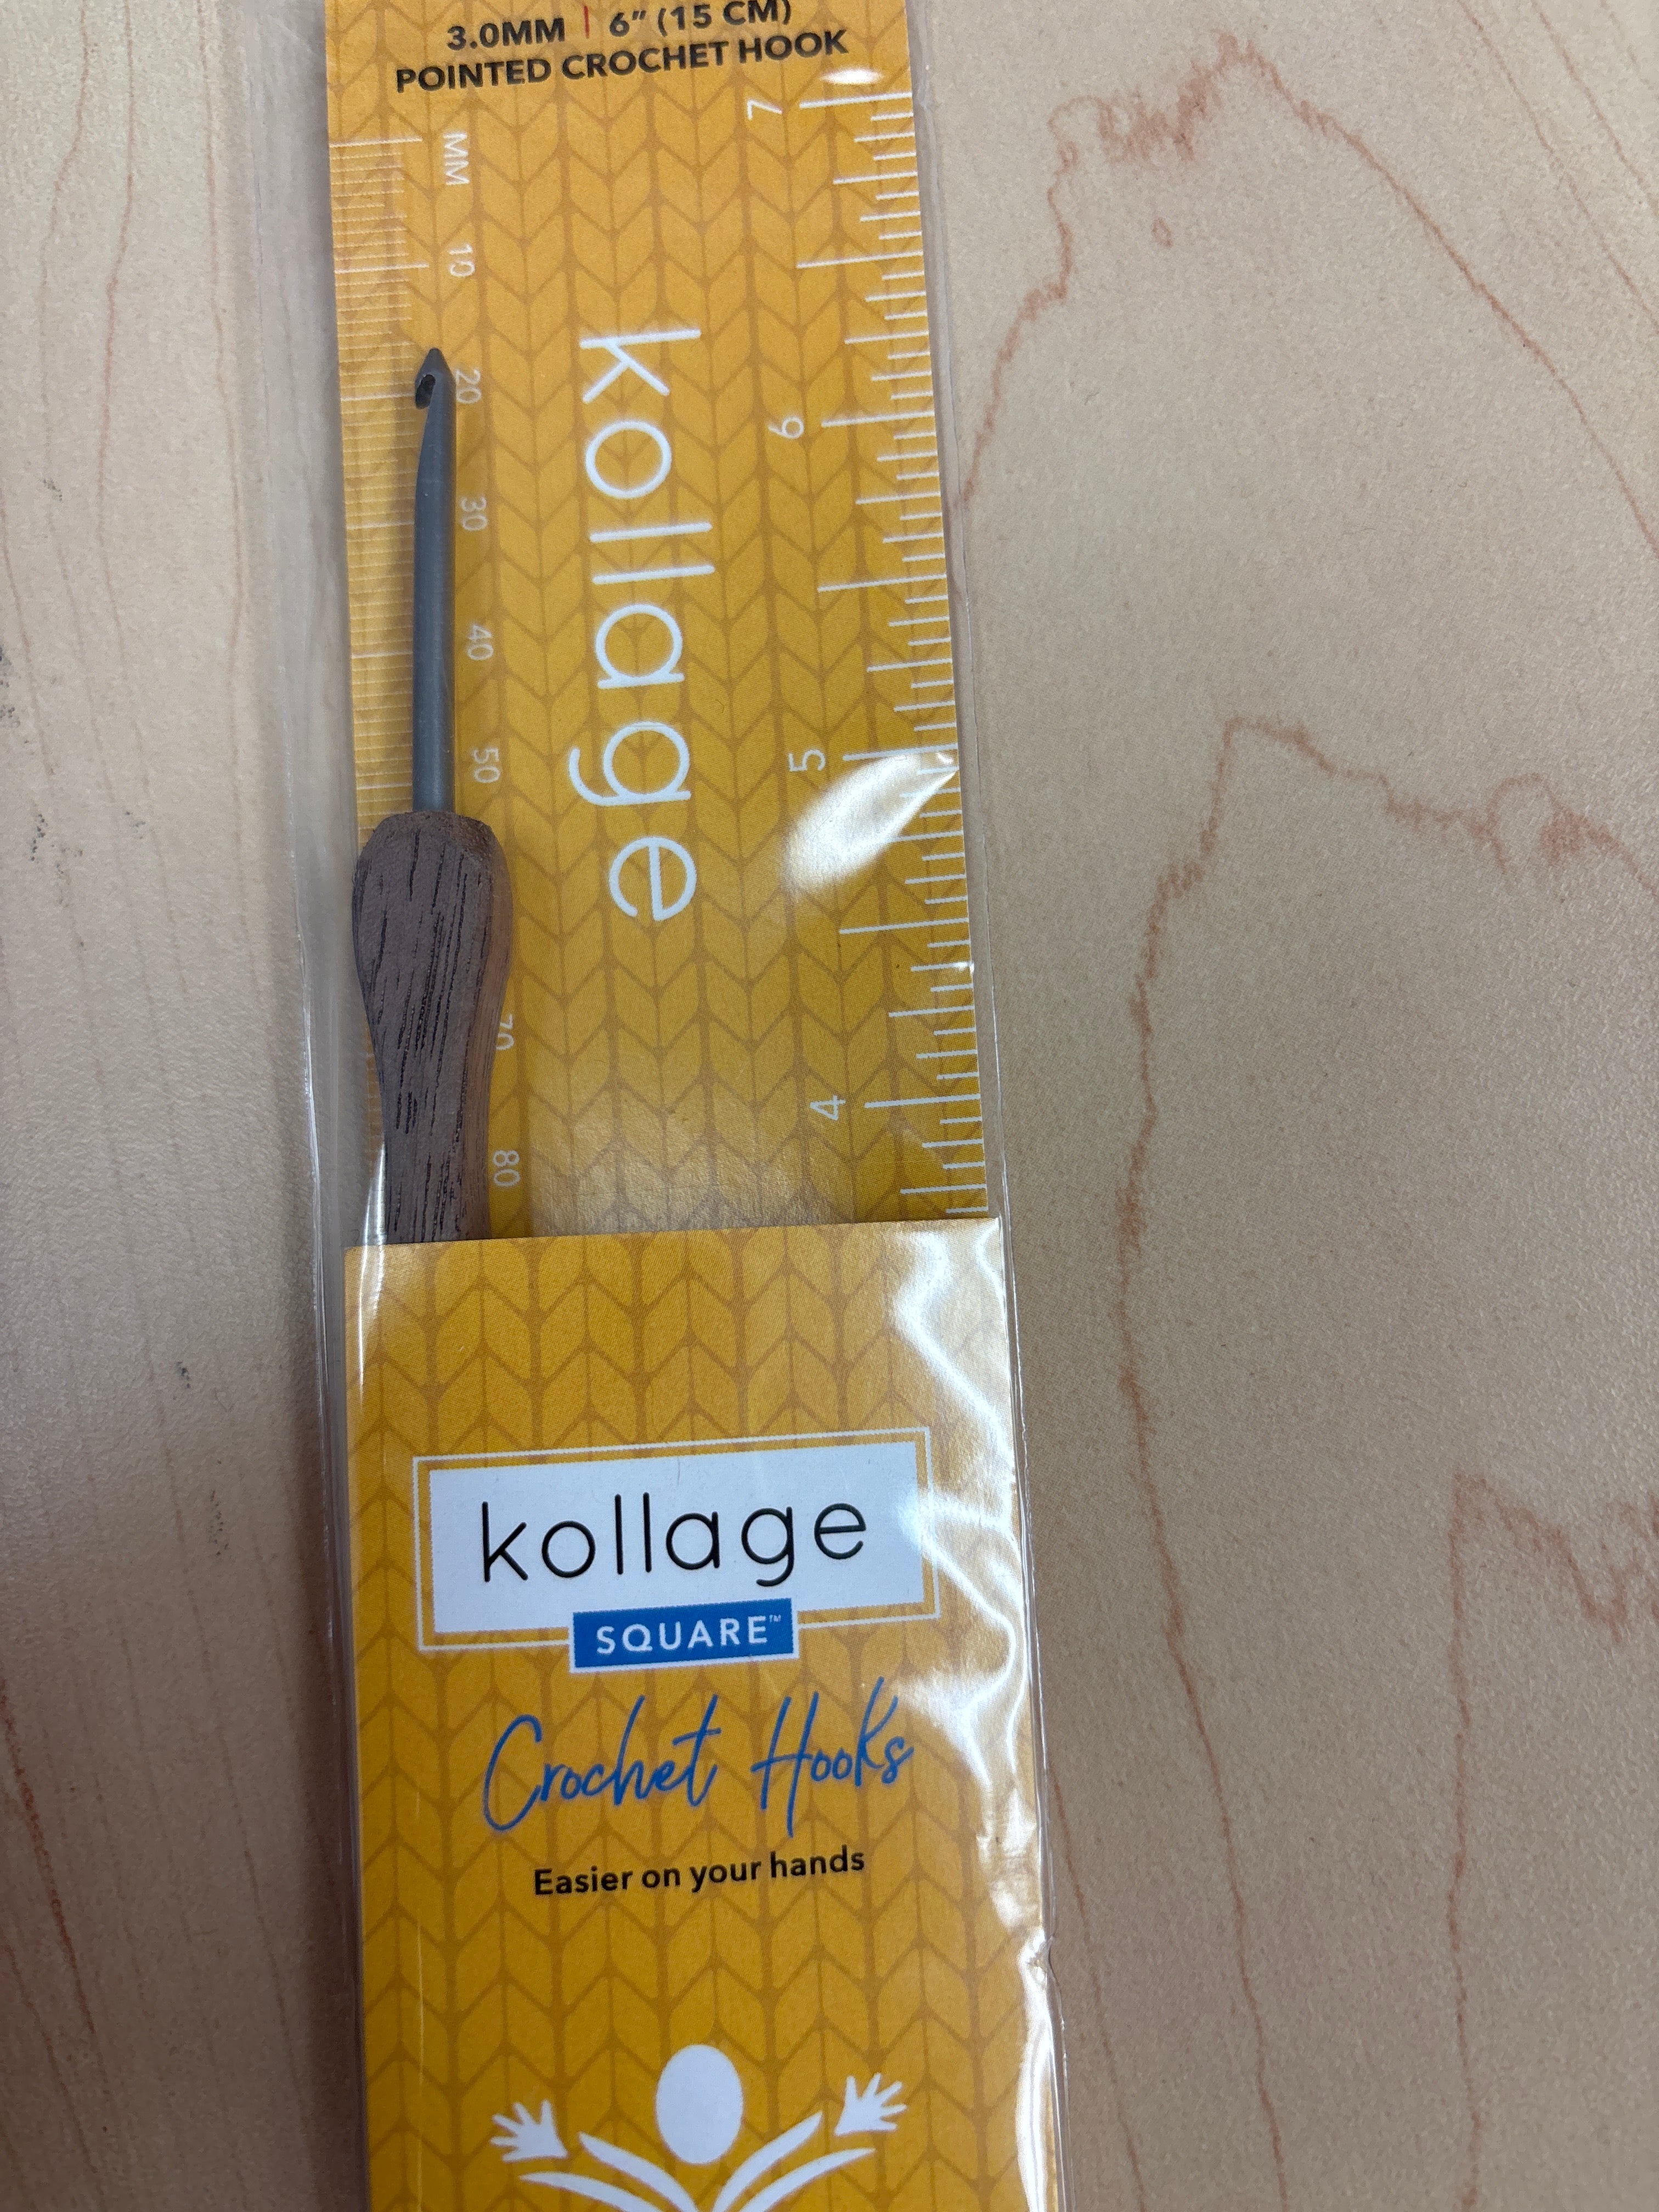 3.0MM | 6" (15 CM)
POINTED CROCHET HOOK
MM
10
20
30
40
50
70
80
kollage
7
6
5
4
kollage
SQUARE™
Crochet Hooks
Easier on your hands